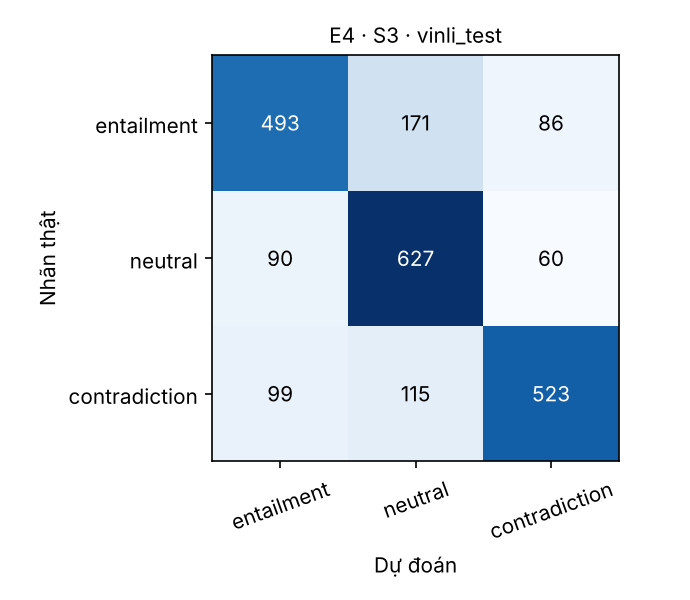 E4 · S3 · vinli_test
Nhãn thật
entailment 493 171 86
neutral 90 627 60
contradiction 99 115 523
entailment neutral contradiction
Dự đoán